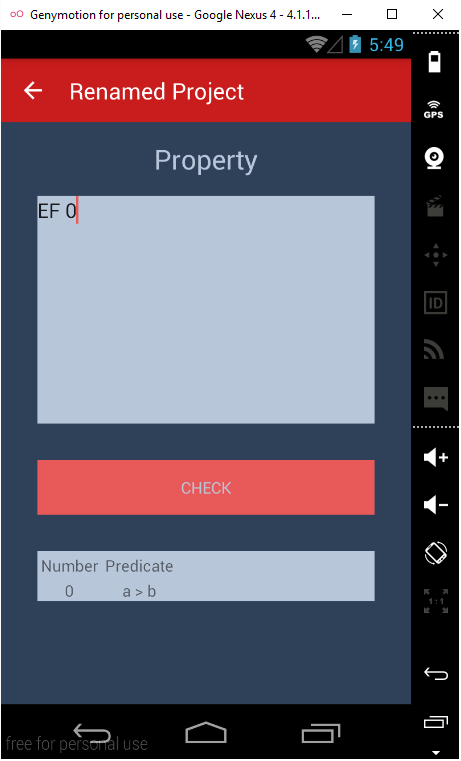 Genymotion for personal use - Google Nexus 4 - 4.1.1...
5:49
Renamed Project
GPS
Property
EF 0
ID
CHECK
Number Predicate
0 a > b
1:1
free for personal use